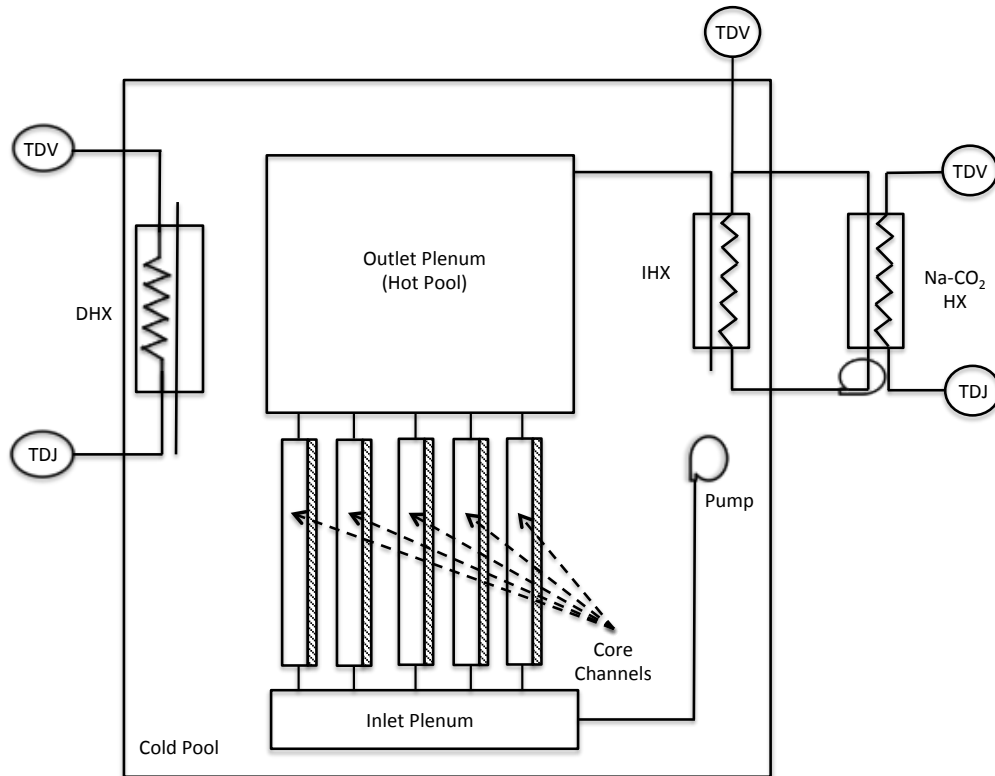 TDV
TDV
TDV
Outlet Plenum
(Hot Pool)
IHX
Na-CO₂
HX
DHX
TDJ
TDJ
Pump
Core
Channels
Inlet Plenum
Cold Pool